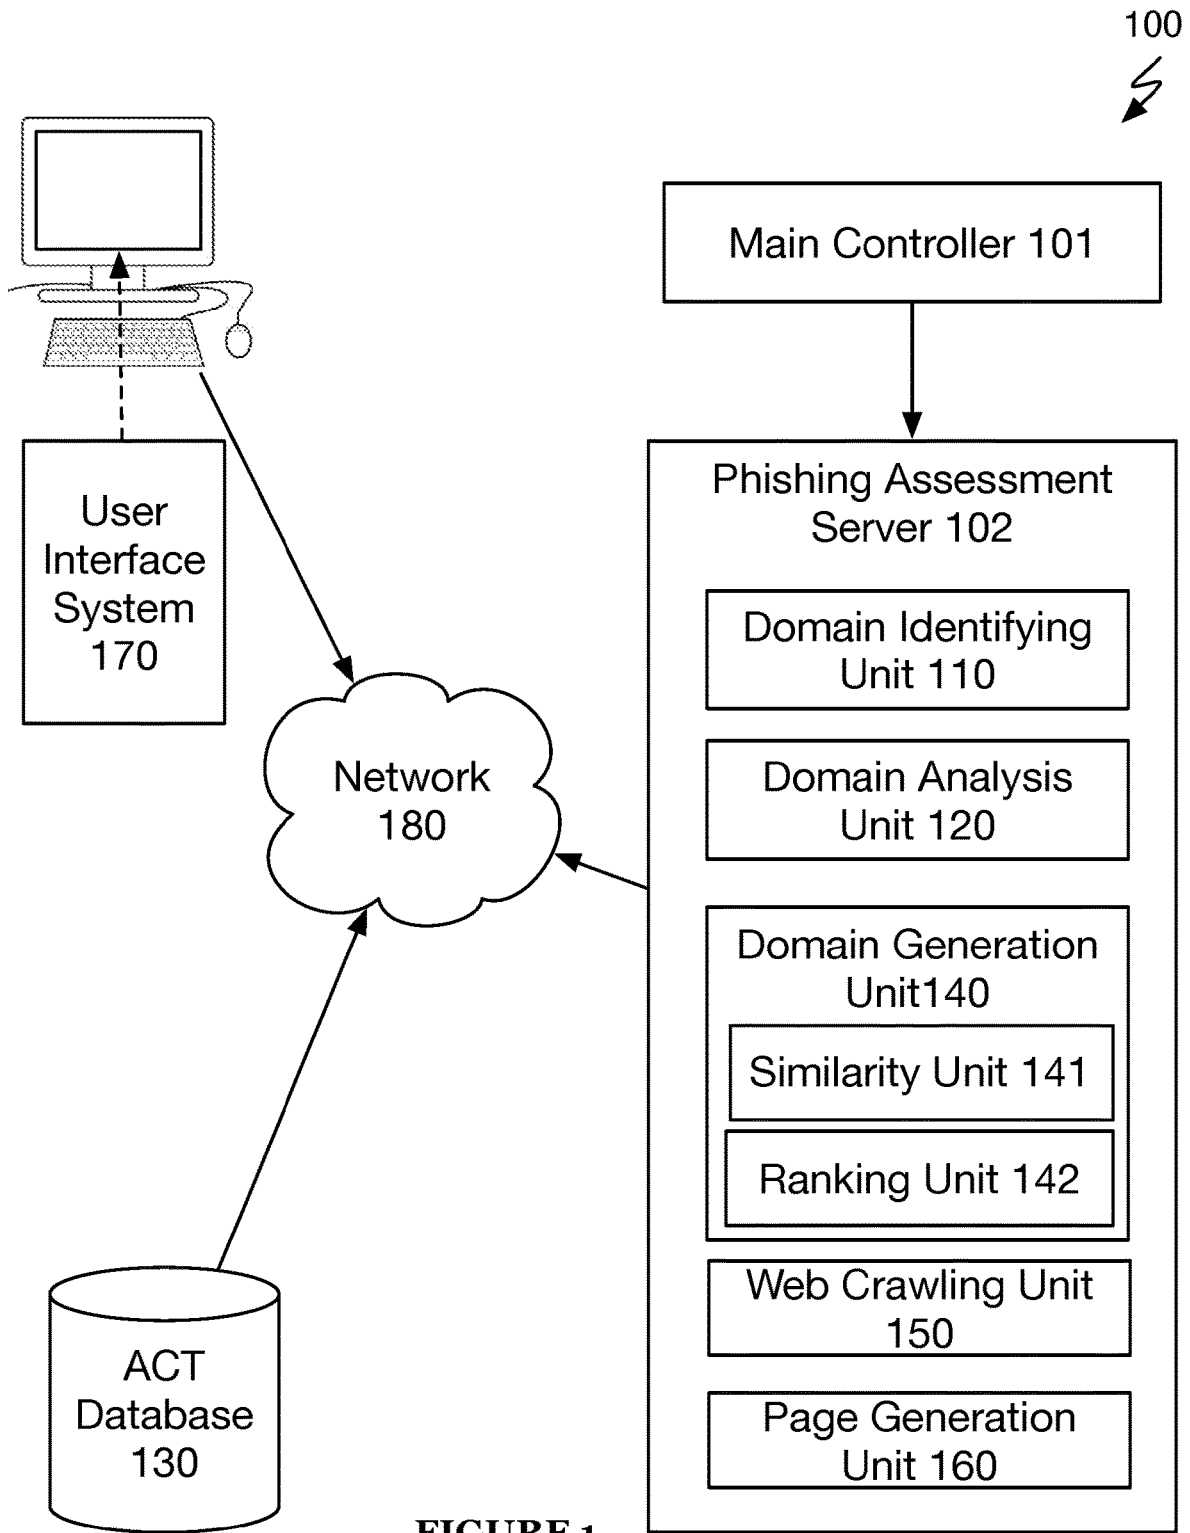 100
Main Controller 101
Phishing Assessment
Server 102
Domain Identifying
Unit 110
Domain Analysis
Unit 120
Domain Generation
Unit140
Similarity Unit 141
Ranking Unit 142
Web Crawling Unit
150
Page Generation
Unit 160
User
Interface
System
170
Network
180
ACT
Database
130
FIGURE 1